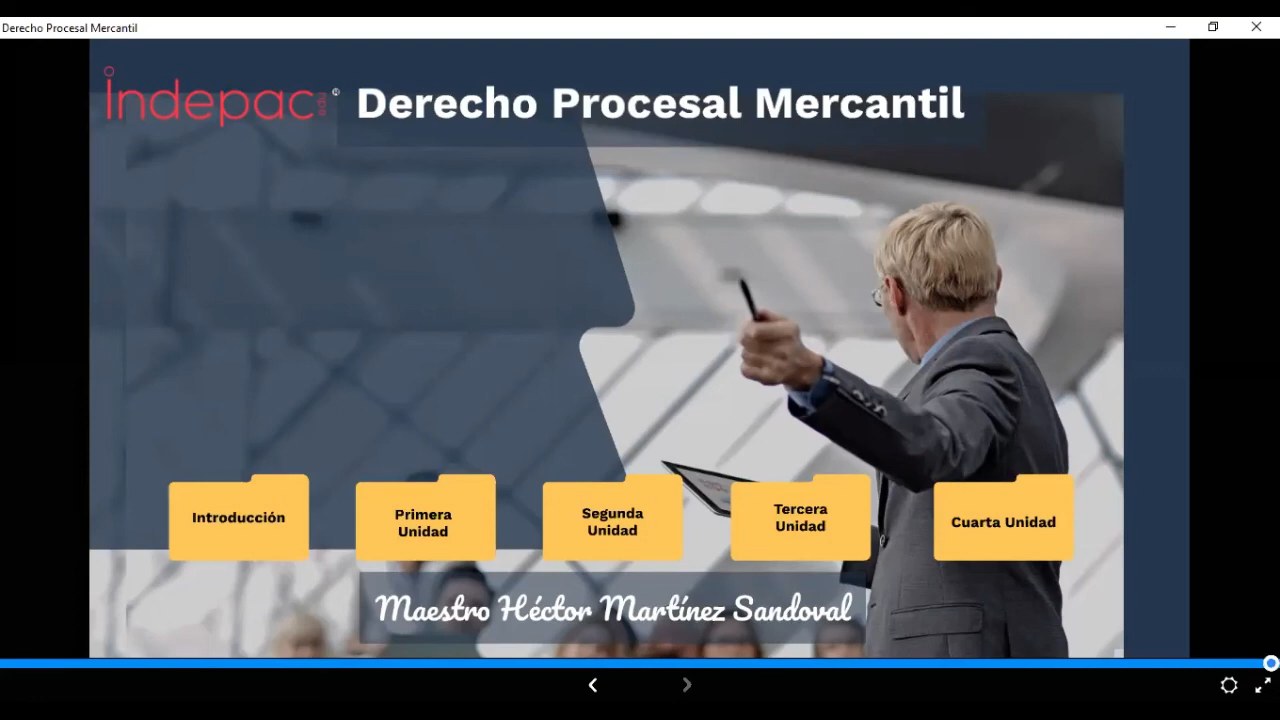 Derecho Procesal Mercantil
indepac edu ®
Derecho Procesal Mercantil
Introducción
Primera
Unidad
Segunda
Unidad
Tercera
Unidad
Cuarta Unidad
Maestro Héctor Martínez Sandoval